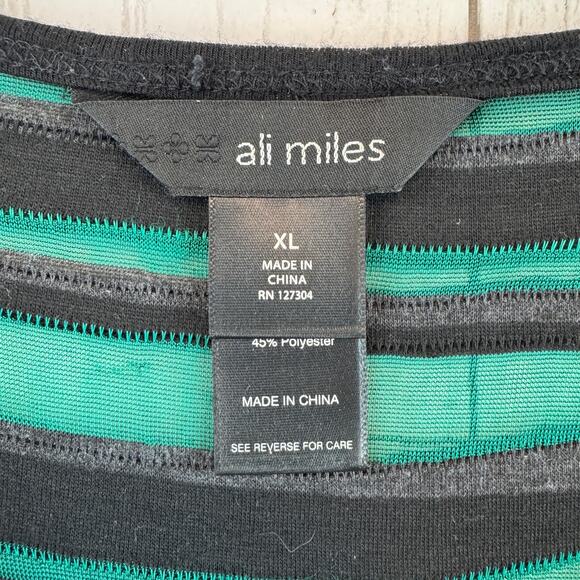 ali miles
XL
MADE IN
CHINA
RN 127304
45% Polyester
MADE IN CHINA
SEE REVERSE FOR CARE